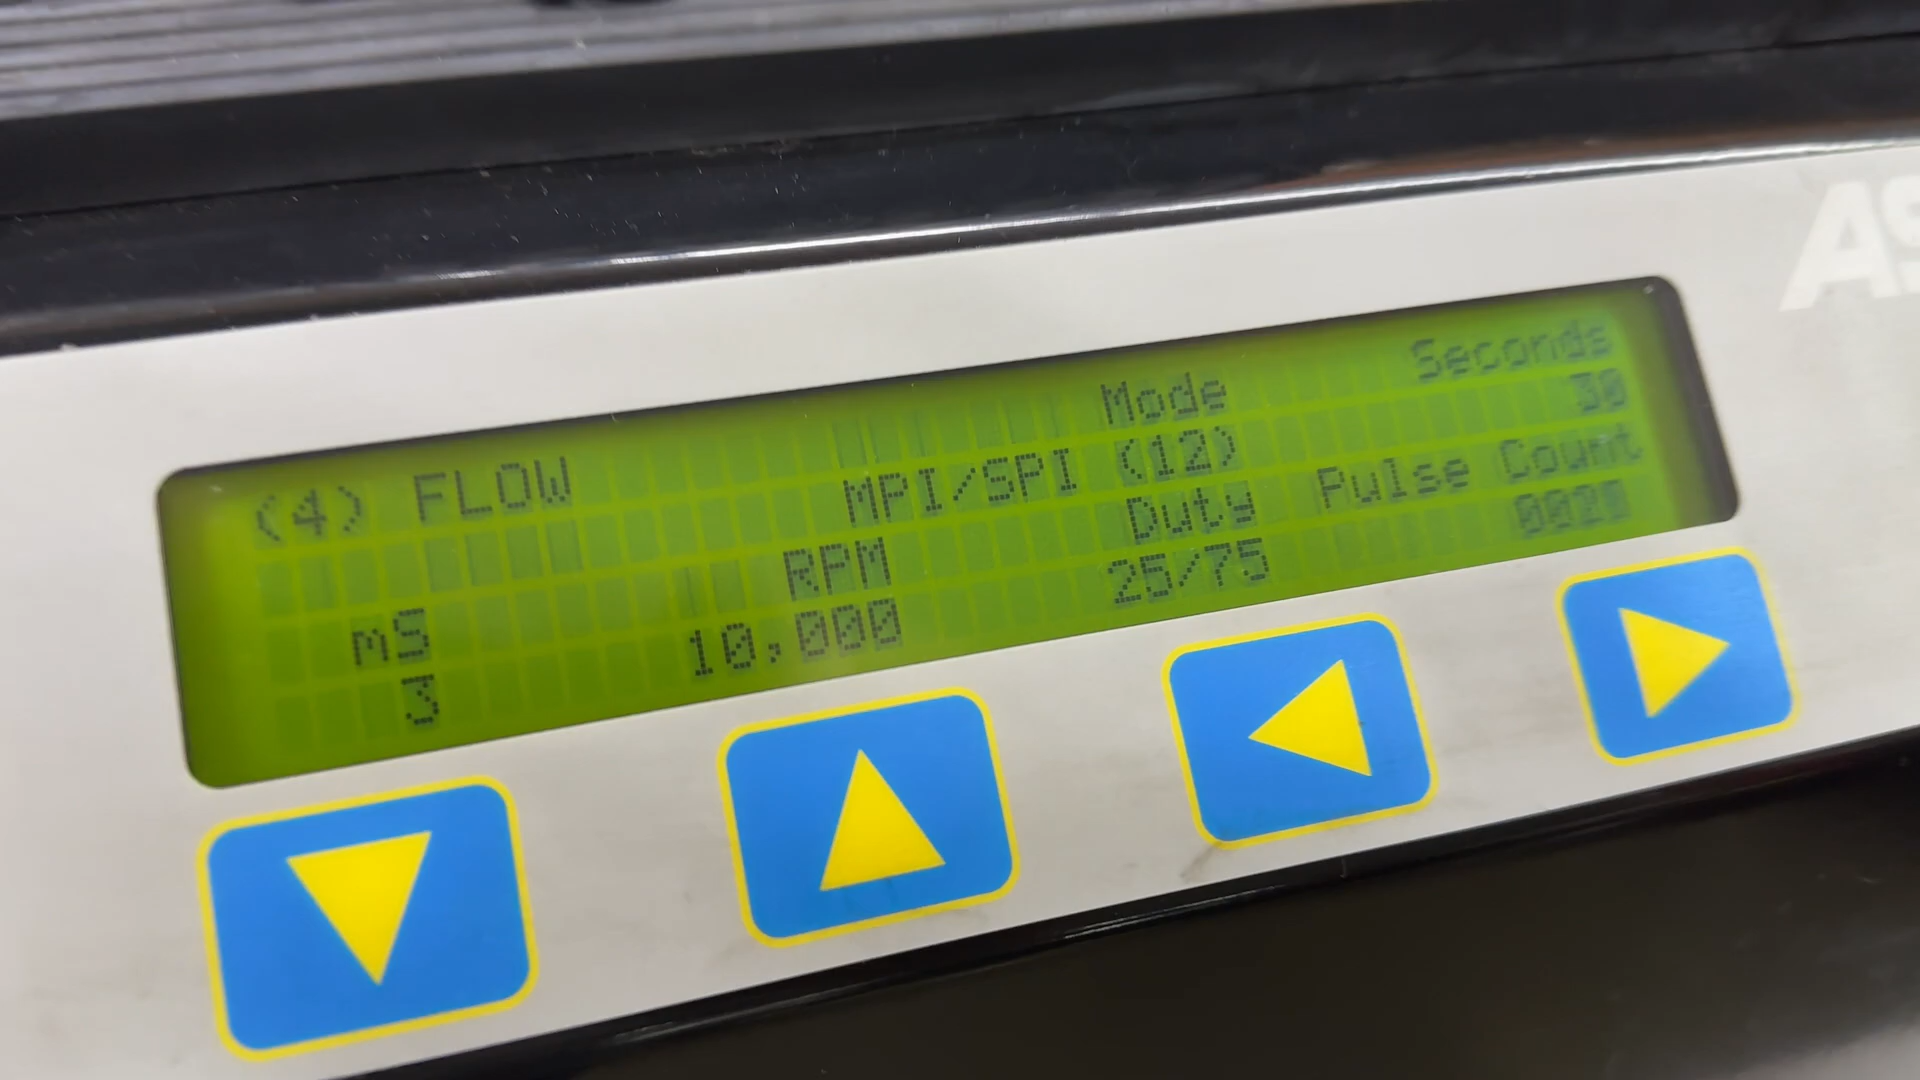 (4) FLOW Mode Seconds
MPI/SPI (12) 30
mS RPM Duty Pulse Count
3 10,000 25/75